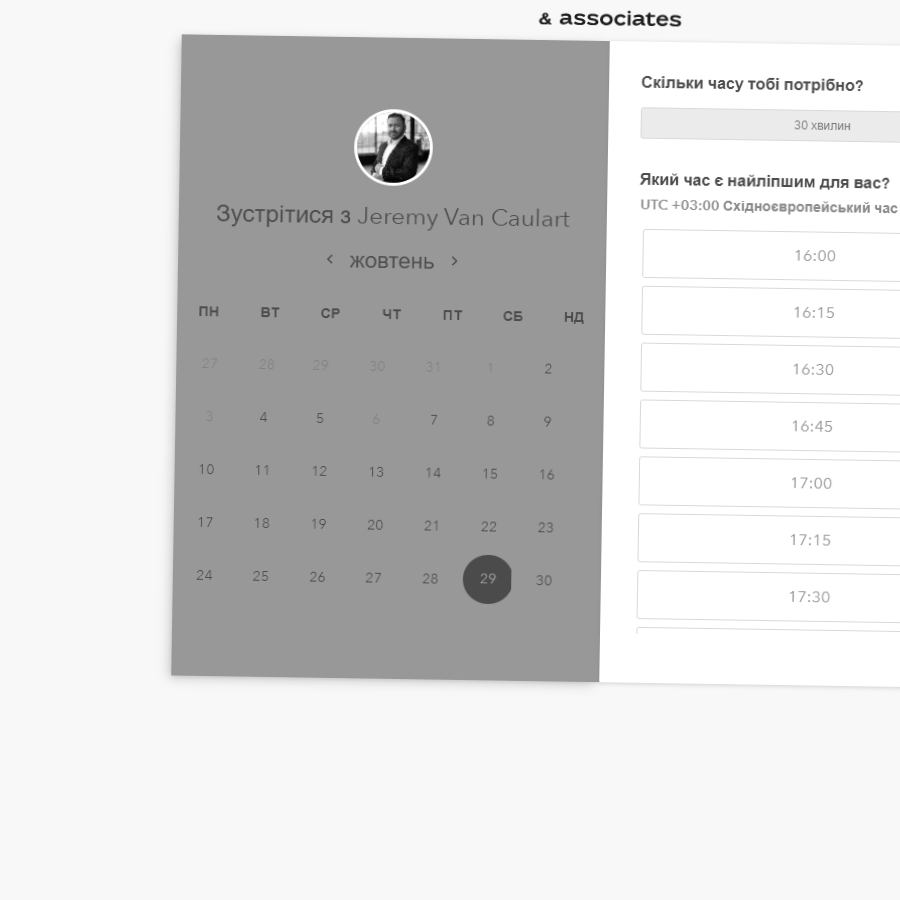 & associates
Зустрітися з Jeremy Van Caulart
жовтень
ПН ВТ СР ЧТ ПТ СБ НД
27 28 29 30 31 1 2
3 4 5 6 7 8 9
10 11 12 13 14 15 16
17 18 19 20 21 22 23
24 25 26 27 28 29 30
Скільки часу тобі потрібно?
30 хвилин
Який час є найліпшим для вас?
UTC +03:00 Східноєвропейський час
16:00
16:15
16:30
16:45
17:00
17:15
17:30